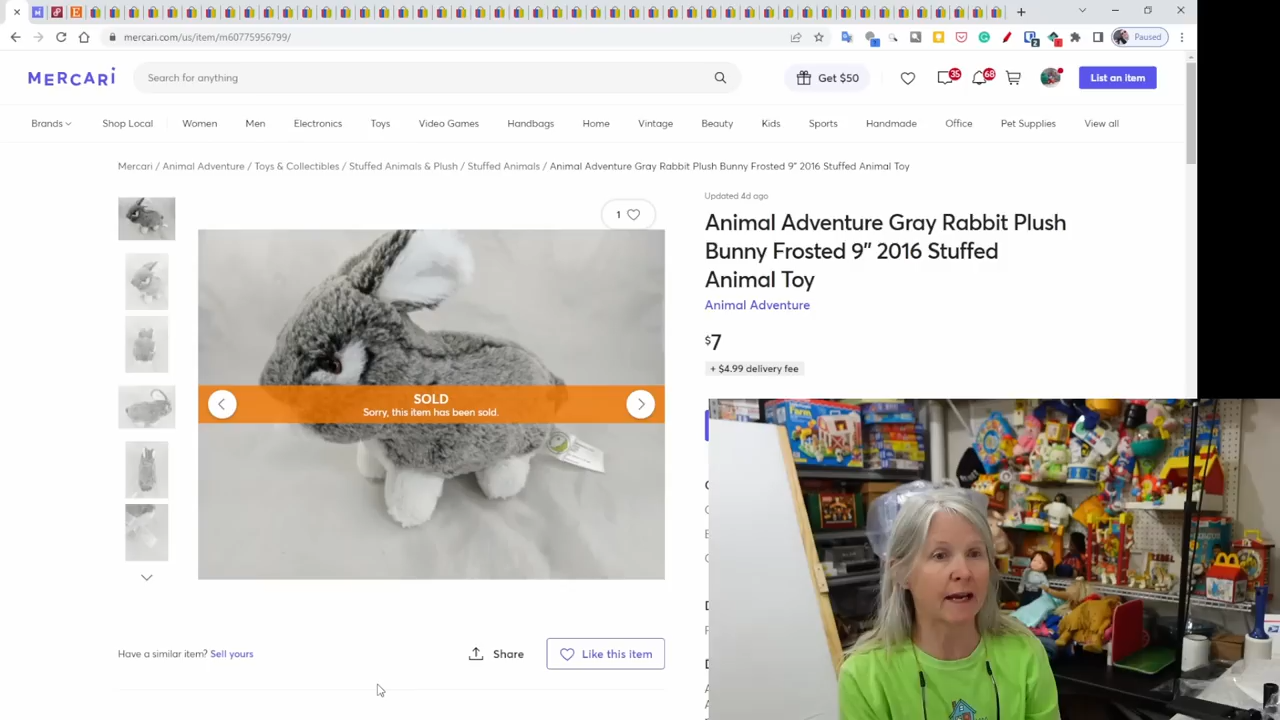 mercari.com/us/item/m60775956799/
Paused
MERCARI
Search for anything
Get $50
35
68
List an item
Brands
Shop Local
Women
Men
Electronics
Toys
Video Games
Handbags
Home
Vintage
Beauty
Kids
Sports
Handmade
Office
Pet Supplies
View all
Mercari / Animal Adventure / Toys & Collectibles / Stuffed Animals & Plush / Stuffed Animals / Animal Adventure Gray Rabbit Plush Bunny Frosted 9" 2016 Stuffed Animal Toy
1
SOLD
Sorry, this item has been sold.
Updated 4d ago
Animal Adventure Gray Rabbit Plush
Bunny Frosted 9" 2016 Stuffed
Animal Toy
Animal Adventure
$7
+ $4.99 delivery fee
Farm
Have a similar item? Sell yours
Share
Like this item